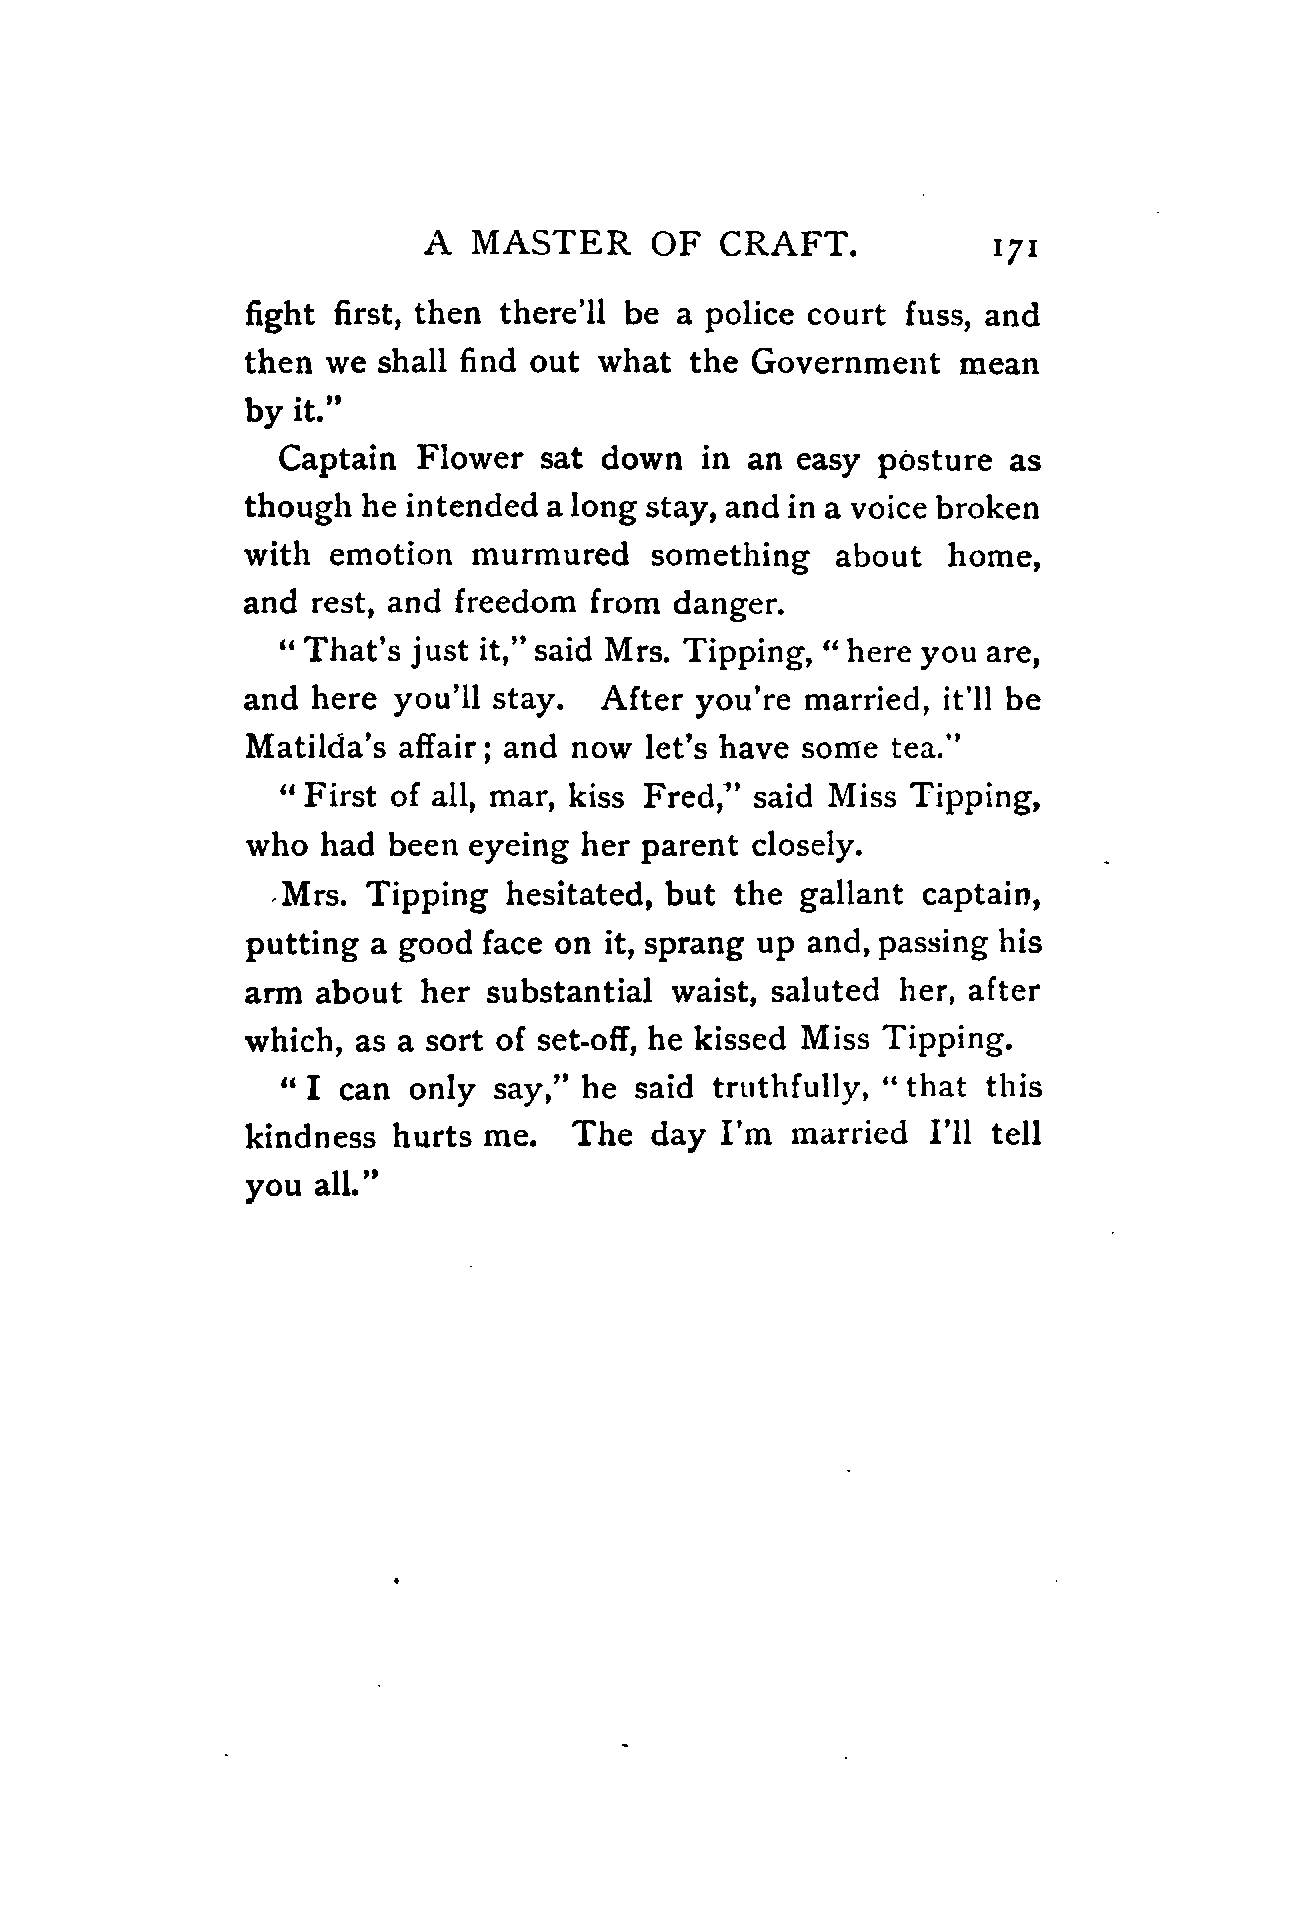 A MASTER OF CRAFT. 171
fight first, then there'll be a police court fuss, and
then we shall find out what the Government mean
by it."
Captain Flower sat down in an easy posture as
though he intended a long stay, and in a voice broken
with emotion murmured something about home,
and rest, and freedom from danger.
"That's just it," said Mrs. Tipping, "here you are,
and here you'll stay. After you're married, it'll be
Matilda's affair; and now let's have some tea."
"First of all, mar, kiss Fred," said Miss Tipping,
who had been eyeing her parent closely.
Mrs. Tipping hesitated, but the gallant captain,
putting a good face on it, sprang up and, passing his
arm about her substantial waist, saluted her, after
which, as a sort of set-off, he kissed Miss Tipping.
"I can only say," he said truthfully, "that this
kindness hurts me. The day I'm married I'll tell
you all."